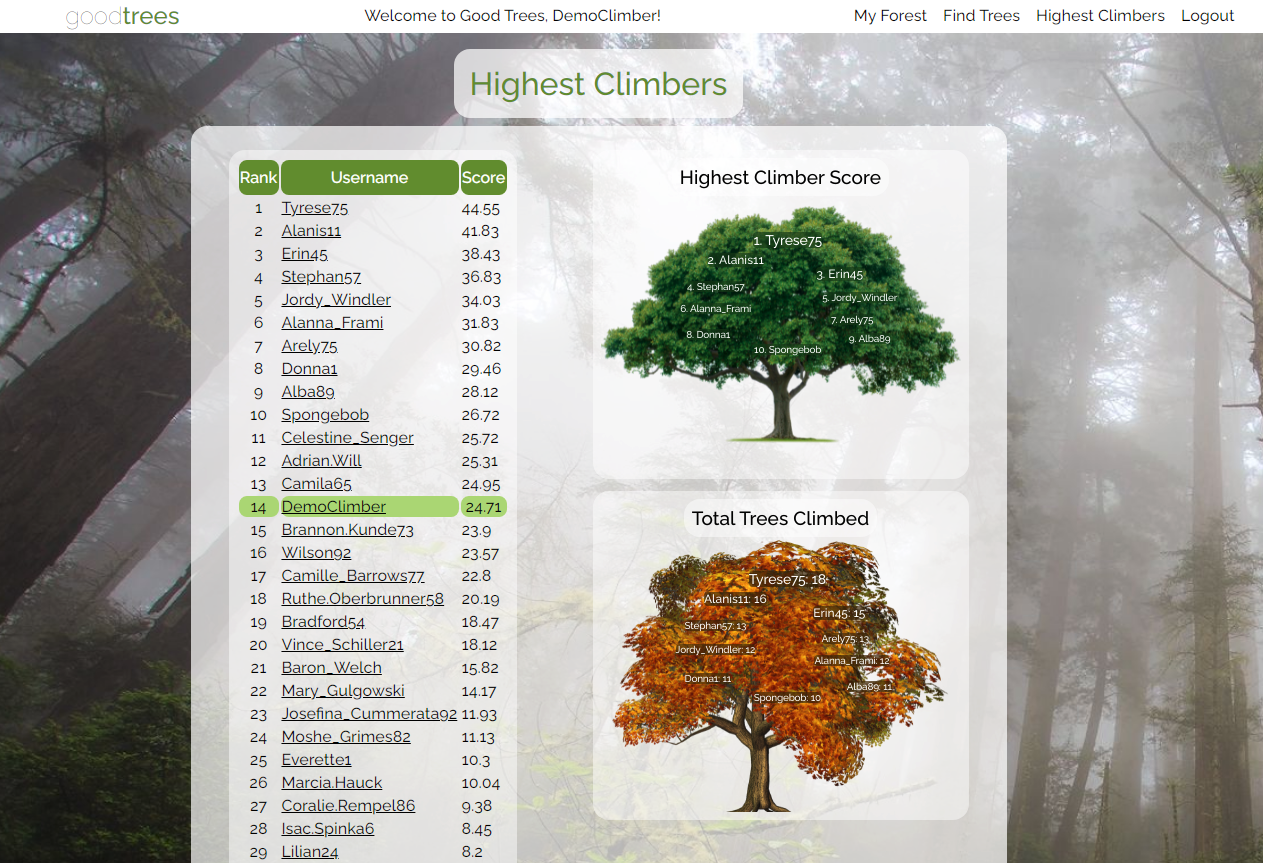 goodtrees Welcome to Good Trees, DemoClimber! My Forest Find Trees Highest Climbers Logout
Highest Climbers
Rank Username Score
1 Tyrese75 44.55
2 Alanis11 41.83
3 Erin45 38.43
4 Stephan57 36.83
5 Jordy_Windler 34.03
6 Alanna_Frami 31.83
7 Arely75 30.82
8 Donna1 29.46
9 Alba89 28.12
10 Spongebob 26.72
11 Celestine_Senger 25.72
12 Adrian.Will 25.31
13 Camila65 24.95
14 DemoClimber 24.71
15 Brannon.Kunde73 23.9
16 Wilson92 23.57
17 Camille_Barrows77 22.8
18 Ruthe.Oberbrunner58 20.19
19 Bradford54 18.47
20 Vince_Schiller21 18.12
21 Baron_Welch 15.82
22 Mary_Gulgowski 14.17
23 Josefina_Cummerata92 11.93
24 Moshe_Grimes82 11.13
25 Everette1 10.3
26 Marcia.Hauck 10.04
27 Coralie.Rempel86 9.38
28 Isac.Spinka6 8.45
29 Lilian24 8.2
Highest Climber Score
1. Tyrese75
2. Alanis11
3. Erin45
4. Stephan57
5. Jordy_Windler
6. Alanna_Frami
7. Arely75
8. Donna1
9. Alba89
10. Spongebob
Total Trees Climbed
Tyrese75: 18
Alanis11: 16
Erin45: 15
Stephan57: 13
Arely75: 13
Jordy_Windler: 12
Alanna_Frami: 12
Donna1: 11
Alba89: 11
Spongebob: 10